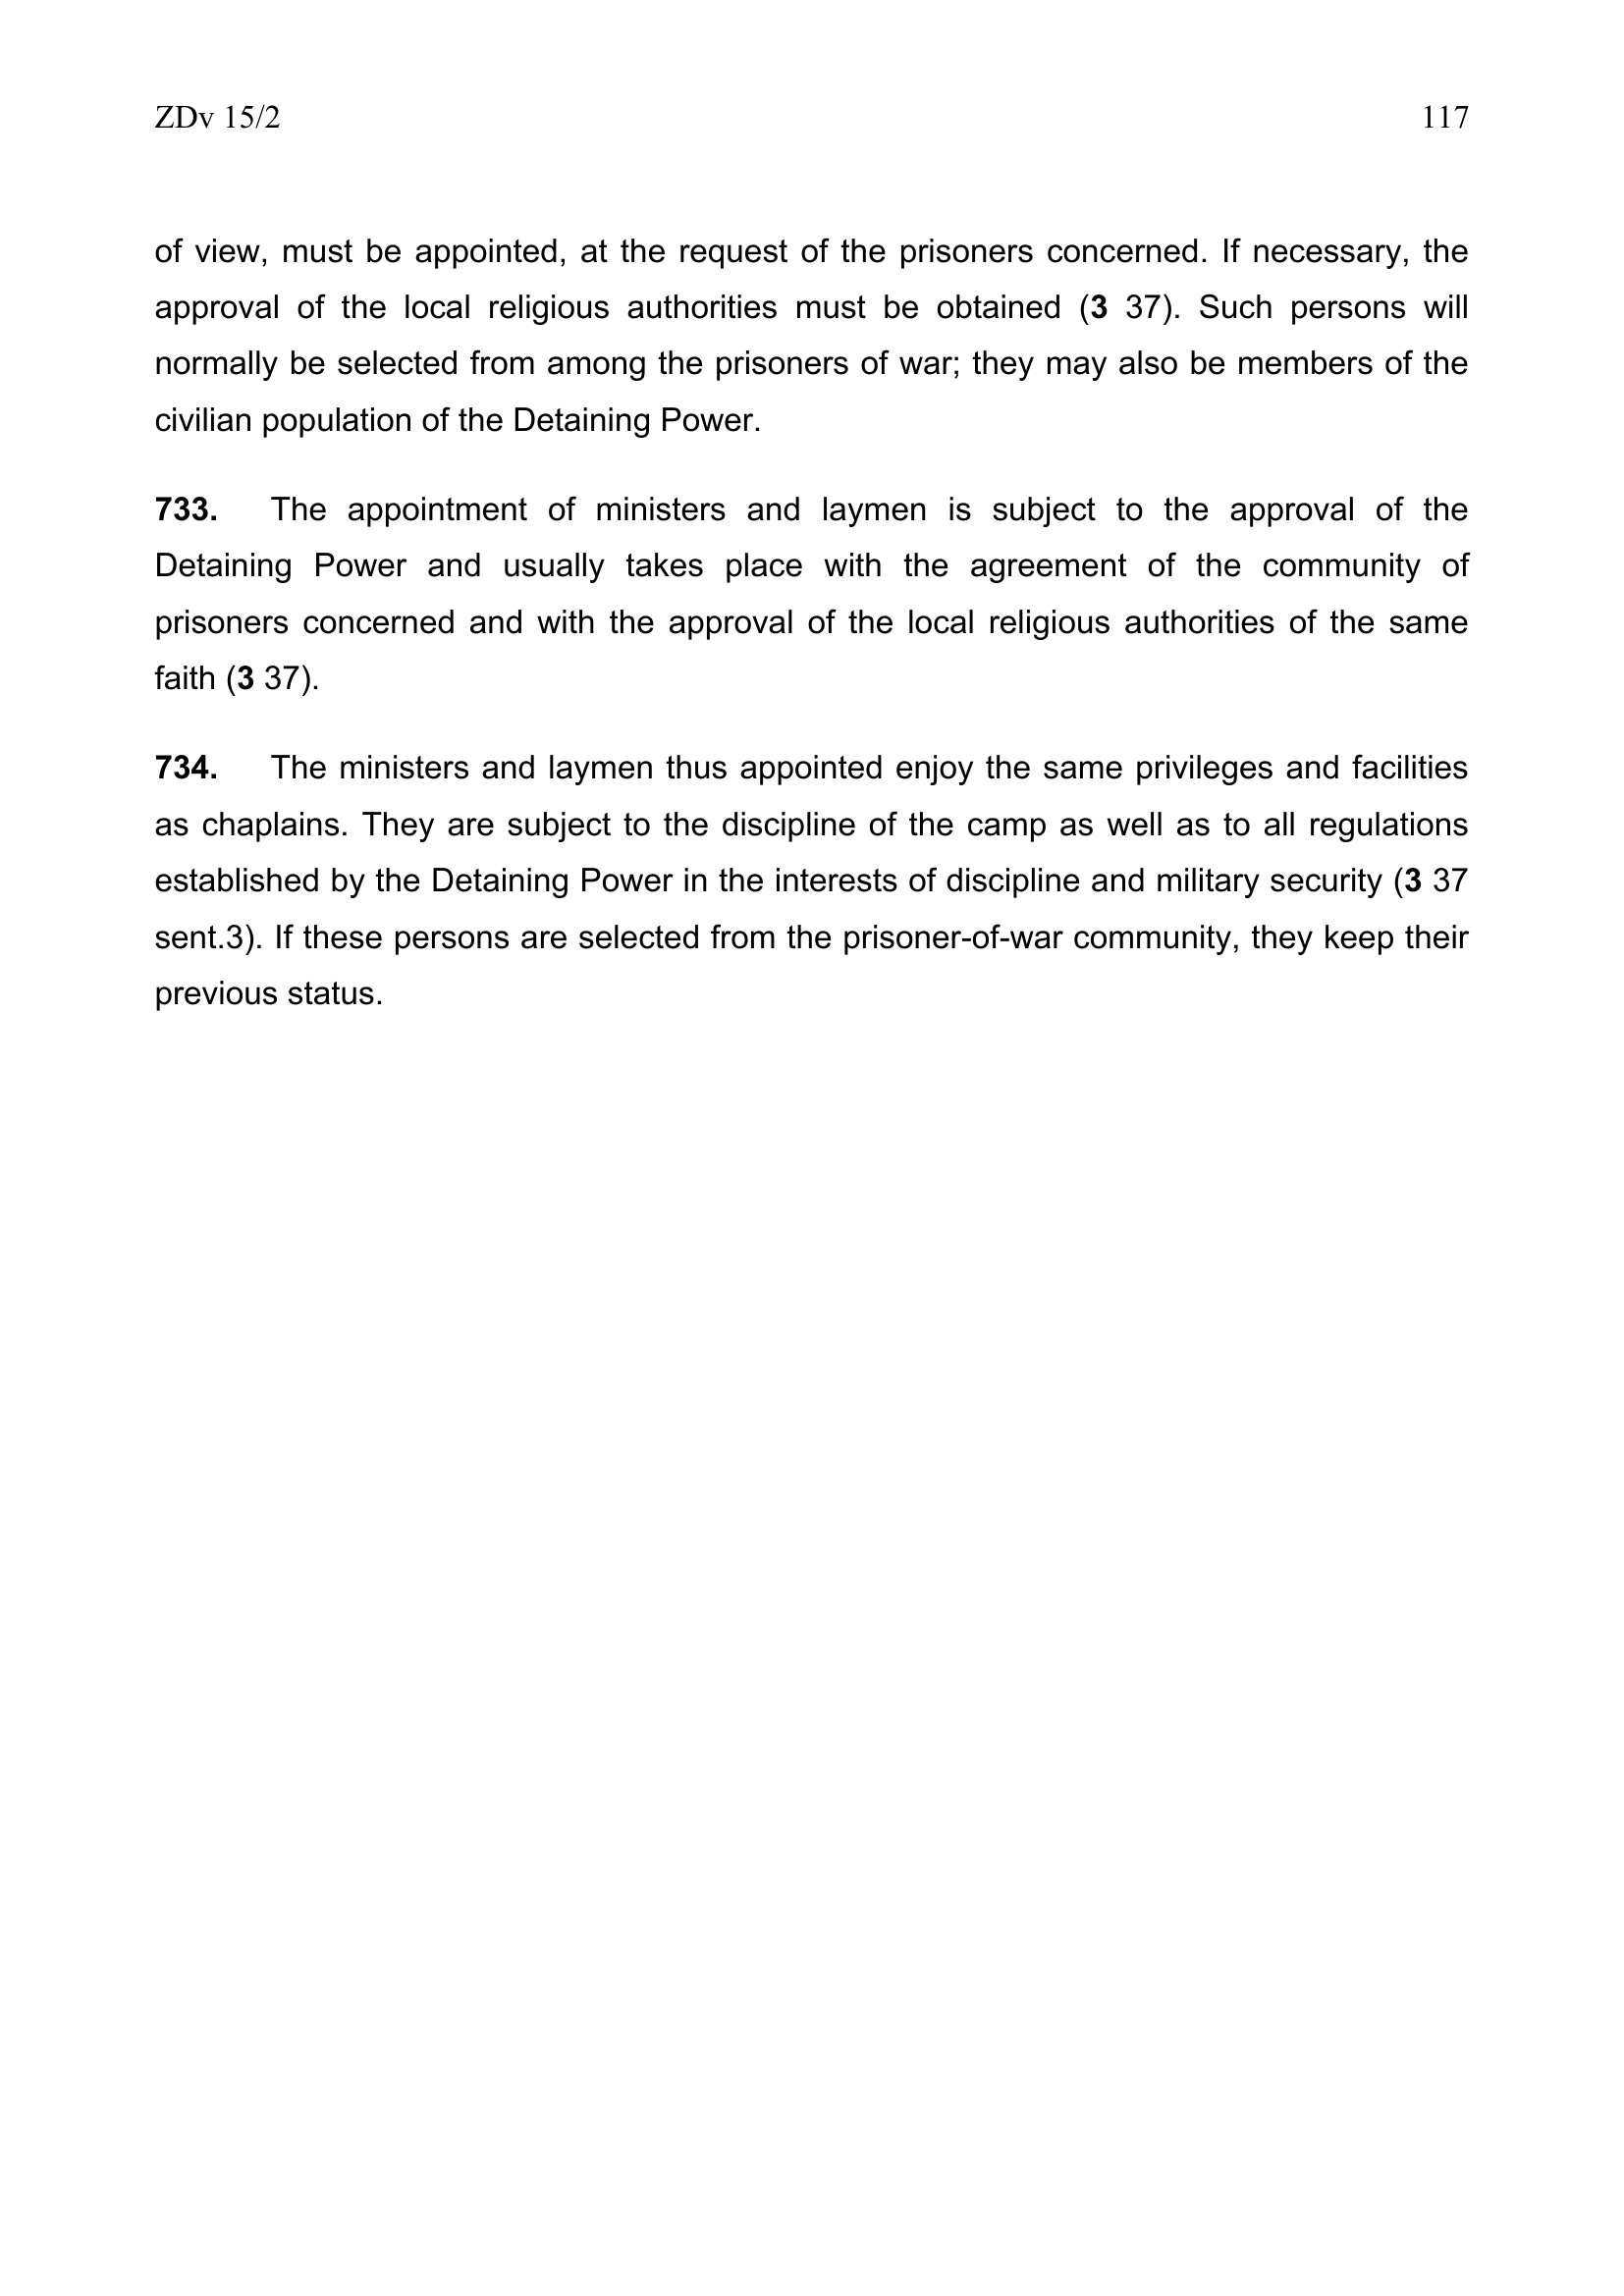 ZDv 15/2 117
of view, must be appointed, at the request of the prisoners concerned. If necessary, the
approval of the local religious authorities must be obtained (3 37). Such persons will
normally be selected from among the prisoners of war; they may also be members of the
civilian population of the Detaining Power.
733. The appointment of ministers and laymen is subject to the approval of the
Detaining Power and usually takes place with the agreement of the community of
prisoners concerned and with the approval of the local religious authorities of the same
faith (3 37).
734. The ministers and laymen thus appointed enjoy the same privileges and facilities
as chaplains. They are subject to the discipline of the camp as well as to all regulations
established by the Detaining Power in the interests of discipline and military security (3 37
sent.3). If these persons are selected from the prisoner-of-war community, they keep their
previous status.